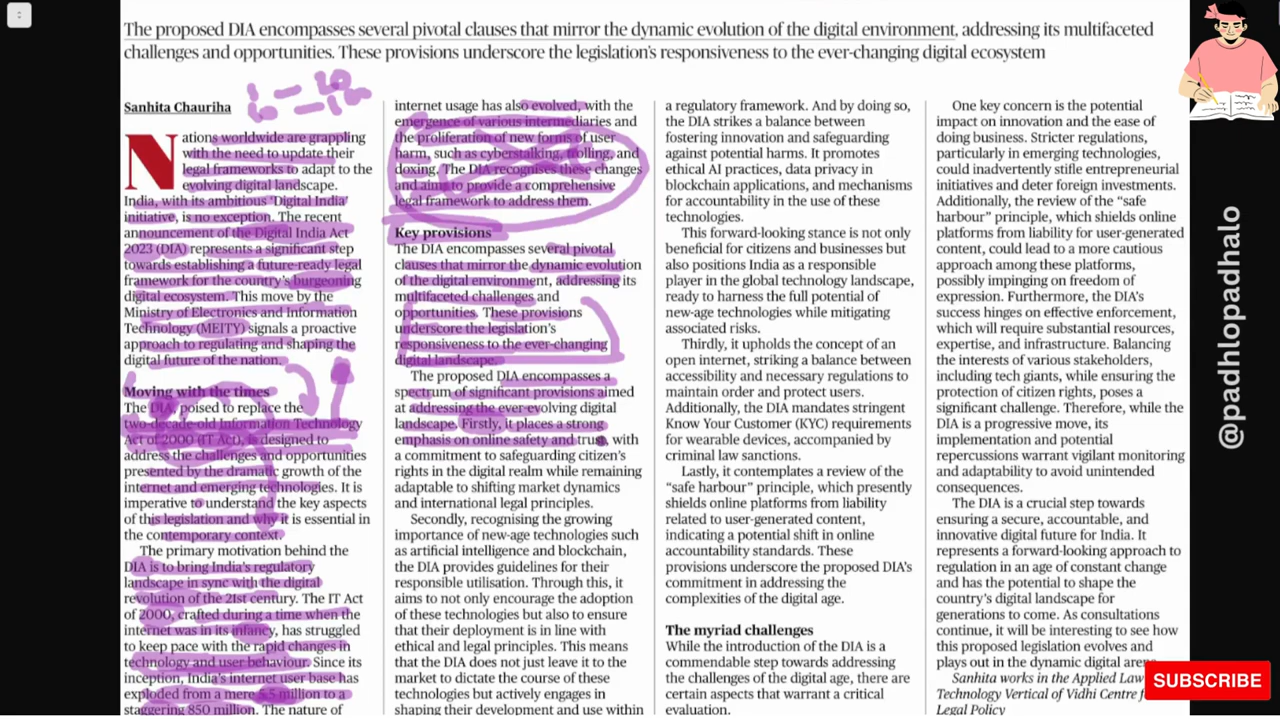 The proposed DIA encompasses several pivotal clauses that mirror the dynamic evolution of the digital environment, addressing its multifaceted
challenges and opportunities. These provisions underscore the legislation's responsiveness to the ever-changing digital ecosystem
Sanhita Chauriha
Nations worldwide are grappling
with the need to update their
legal frameworks to adapt to the
evolving digital landscape.
India, with its ambitious 'Digital India'
initiative, is no exception. The recent
announcement of the Digital India Act
2023 (DIA) represents a significant step
towards establishing a future-ready legal
framework for the country's burgeoning
digital ecosystem. This move by the
Ministry of Electronics and Information
Technology (MEITY) signals a proactive
approach to regulating and shaping the
digital future of the nation.
Moving with the times
The DIA, poised to replace the
two-decade-old Information Technology
Act of 2000 (IT Act), is designed to
address the challenges and opportunities
presented by the dramatic growth of the
internet and emerging technologies. It is
imperative to understand the key aspects
of this legislation and why it is essential in
the contemporary context.
The primary motivation behind the
DIA is to bring India's regulatory
landscape in sync with the digital
revolution of the 21st century. The IT Act
of 2000, crafted during a time when the
internet was in its infancy, has struggled
to keep pace with the rapid changes in
technology and user behaviour. Since its
inception, India's internet user base has
exploded from a mere 5.5 million to a
staggering 850 million. The nature of
internet usage has also evolved, with the
emergence of various intermediaries and
the proliferation of new forms of user
harm, such as cyberstalking, trolling, and
doxing. The DIA recognises these changes
and aims to provide a comprehensive
legal framework to address them.
Key provisions
The DIA encompasses several pivotal
clauses that mirror the dynamic evolution
of the digital environment, addressing its
multifaceted challenges and
opportunities. These provisions
underscore the legislation's
responsiveness to the ever-changing
digital landscape.
The proposed DIA encompasses a
spectrum of significant provisions aimed
at addressing the ever-evolving digital
landscape. Firstly, it places a strong
emphasis on online safety and trust, with
a commitment to safeguarding citizen's
rights in the digital realm while remaining
adaptable to shifting market dynamics
and international legal principles.
Secondly, recognising the growing
importance of new-age technologies such
as artificial intelligence and blockchain,
the DIA provides guidelines for their
responsible utilisation. Through this, it
aims to not only encourage the adoption
of these technologies but also to ensure
that their deployment is in line with
ethical and legal principles. This means
that the DIA does not just leave it to the
market to dictate the course of these
technologies but actively engages in
shaping their development and use within
a regulatory framework. And by doing so,
the DIA strikes a balance between
fostering innovation and safeguarding
against potential harms. It promotes
ethical AI practices, data privacy in
blockchain applications, and mechanisms
for accountability in the use of these
technologies.
This forward-looking stance is not only
beneficial for citizens and businesses but
also positions India as a responsible
player in the global technology landscape,
ready to harness the full potential of
new-age technologies while mitigating
associated risks.
Thirdly, it upholds the concept of an
open internet, striking a balance between
accessibility and necessary regulations to
maintain order and protect users.
Additionally, the DIA mandates stringent
Know Your Customer (KYC) requirements
for wearable devices, accompanied by
criminal law sanctions.
Lastly, it contemplates a review of the
“safe harbour” principle, which presently
shields online platforms from liability
related to user-generated content,
indicating a potential shift in online
accountability standards. These
provisions underscore the proposed DIA's
commitment in addressing the
complexities of the digital age.
The myriad challenges
While the introduction of the DIA is a
commendable step towards addressing
the challenges of the digital age, there are
certain aspects that warrant a critical
evaluation.
One key concern is the potential
impact on innovation and the ease of
doing business. Stricter regulations,
particularly in emerging technologies,
could inadvertently stifle entrepreneurial
initiatives and deter foreign investments.
Additionally, the review of the “safe
harbour” principle, which shields online
platforms from liability for user-generated
content, could lead to a more cautious
approach among these platforms,
possibly impinging on freedom of
expression. Furthermore, the DIA's
success hinges on effective enforcement,
which will require substantial resources,
expertise, and infrastructure. Balancing
the interests of various stakeholders,
including tech giants, while ensuring the
protection of citizen rights, poses a
significant challenge. Therefore, while the
DIA is a progressive move, its
implementation and potential
repercussions warrant vigilant monitoring
and adaptability to avoid unintended
consequences.
The DIA is a crucial step towards
ensuring a secure, accountable, and
innovative digital future for India. It
represents a forward-looking approach to
regulation in an age of constant change
and has the potential to shape the
country's digital landscape for
generations to come. As consultations
continue, it will be interesting to see how
this proposed legislation evolves and
plays out in the dynamic digital
Sanhita works in the Applied Law
Technology Vertical of Vidhi Centre
Legal Policy
@padhlopadhalo
SUBSCRIBE